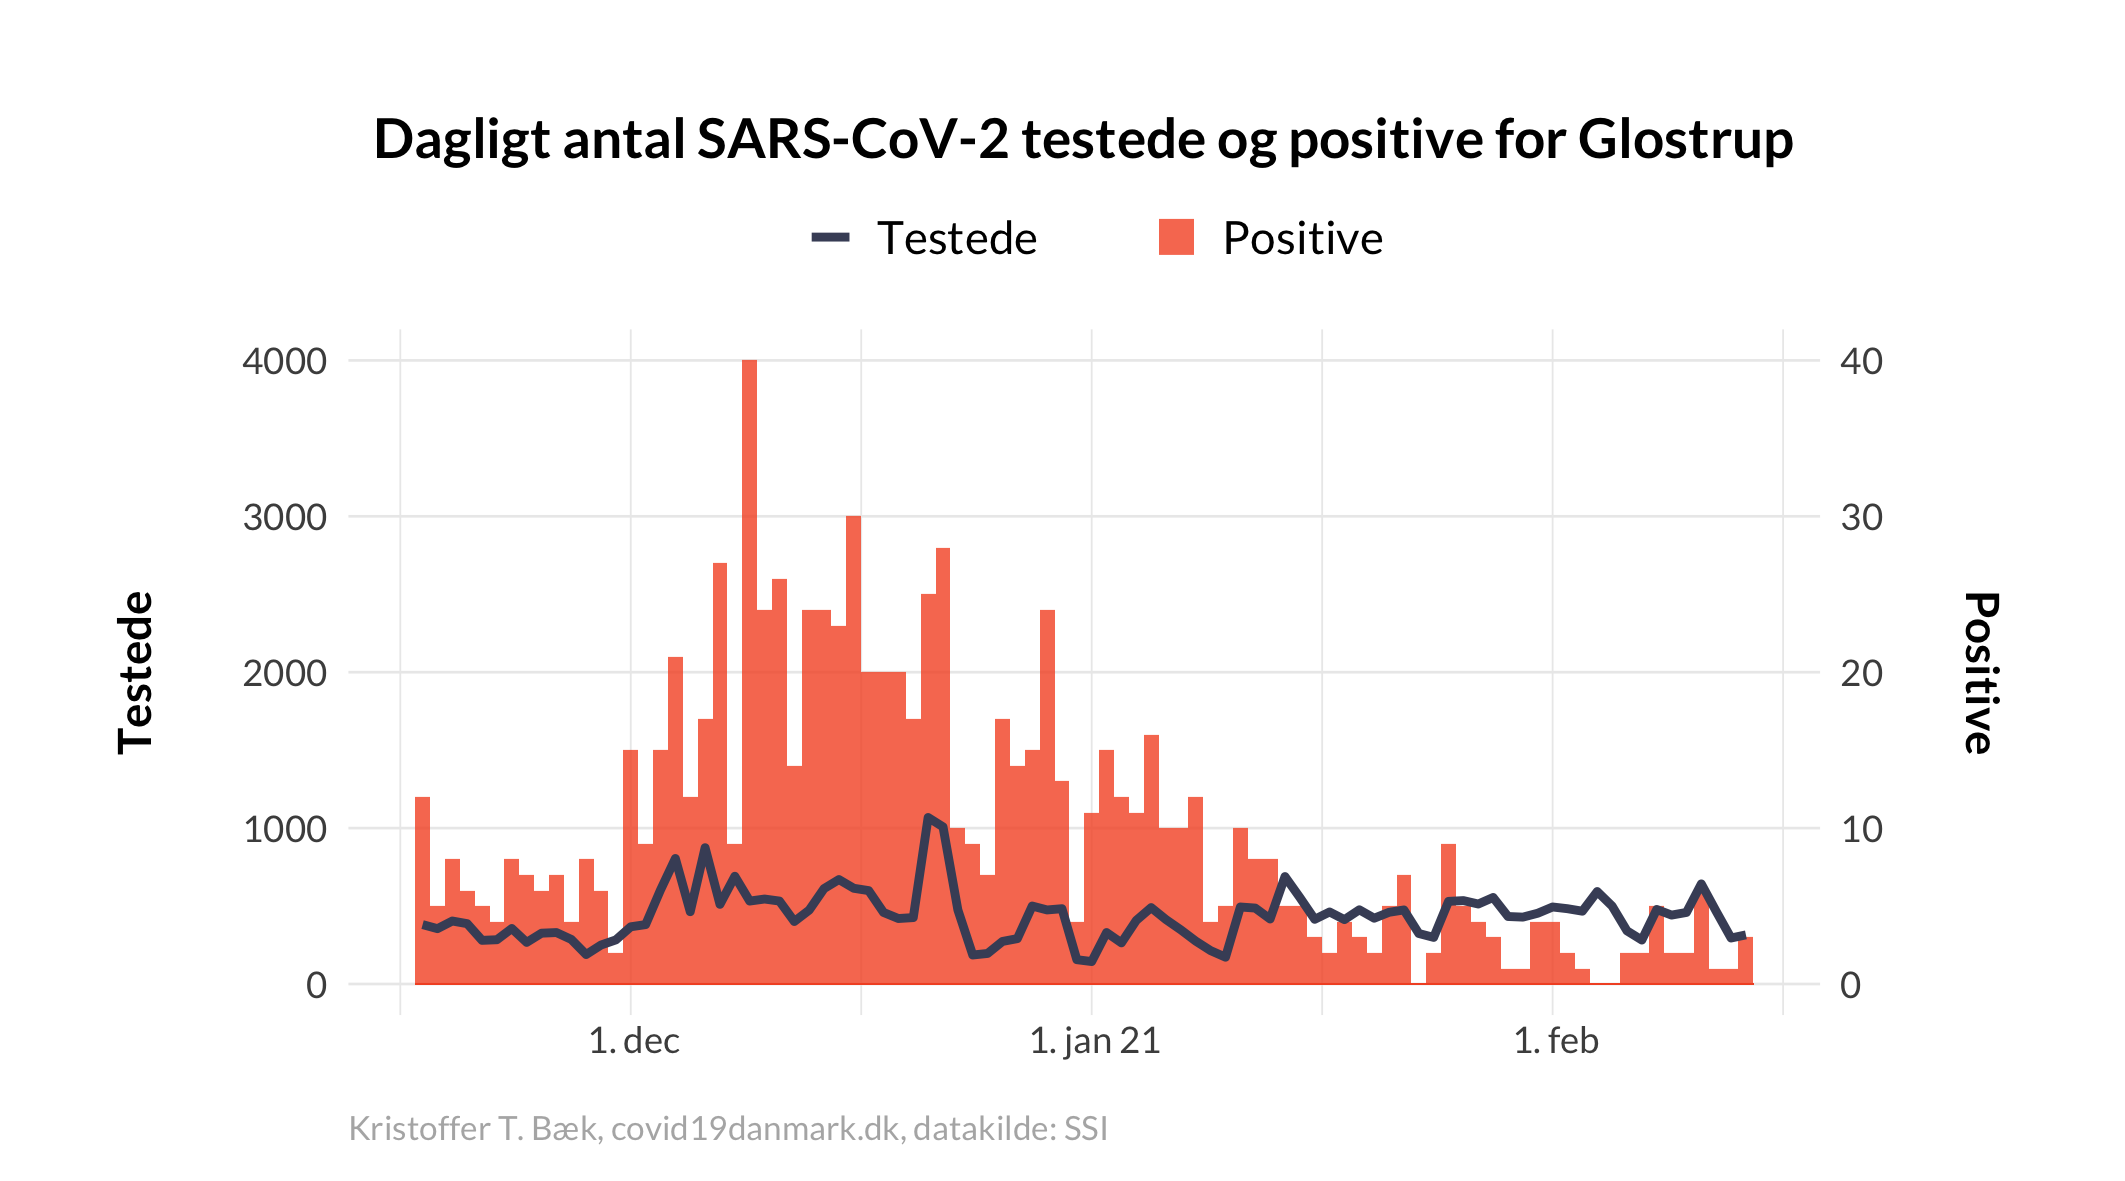 Dagligt antal SARS-CoV-2 testede og positive for Glostrup
Testede
Positive
4000
3000
2000
1000
0
Testede
40
30
20
10
0
Positive
1. dec
1. jan 21
1. feb
Kristoffer T. Bæk, covid19danmark.dk, datakilde: SSI